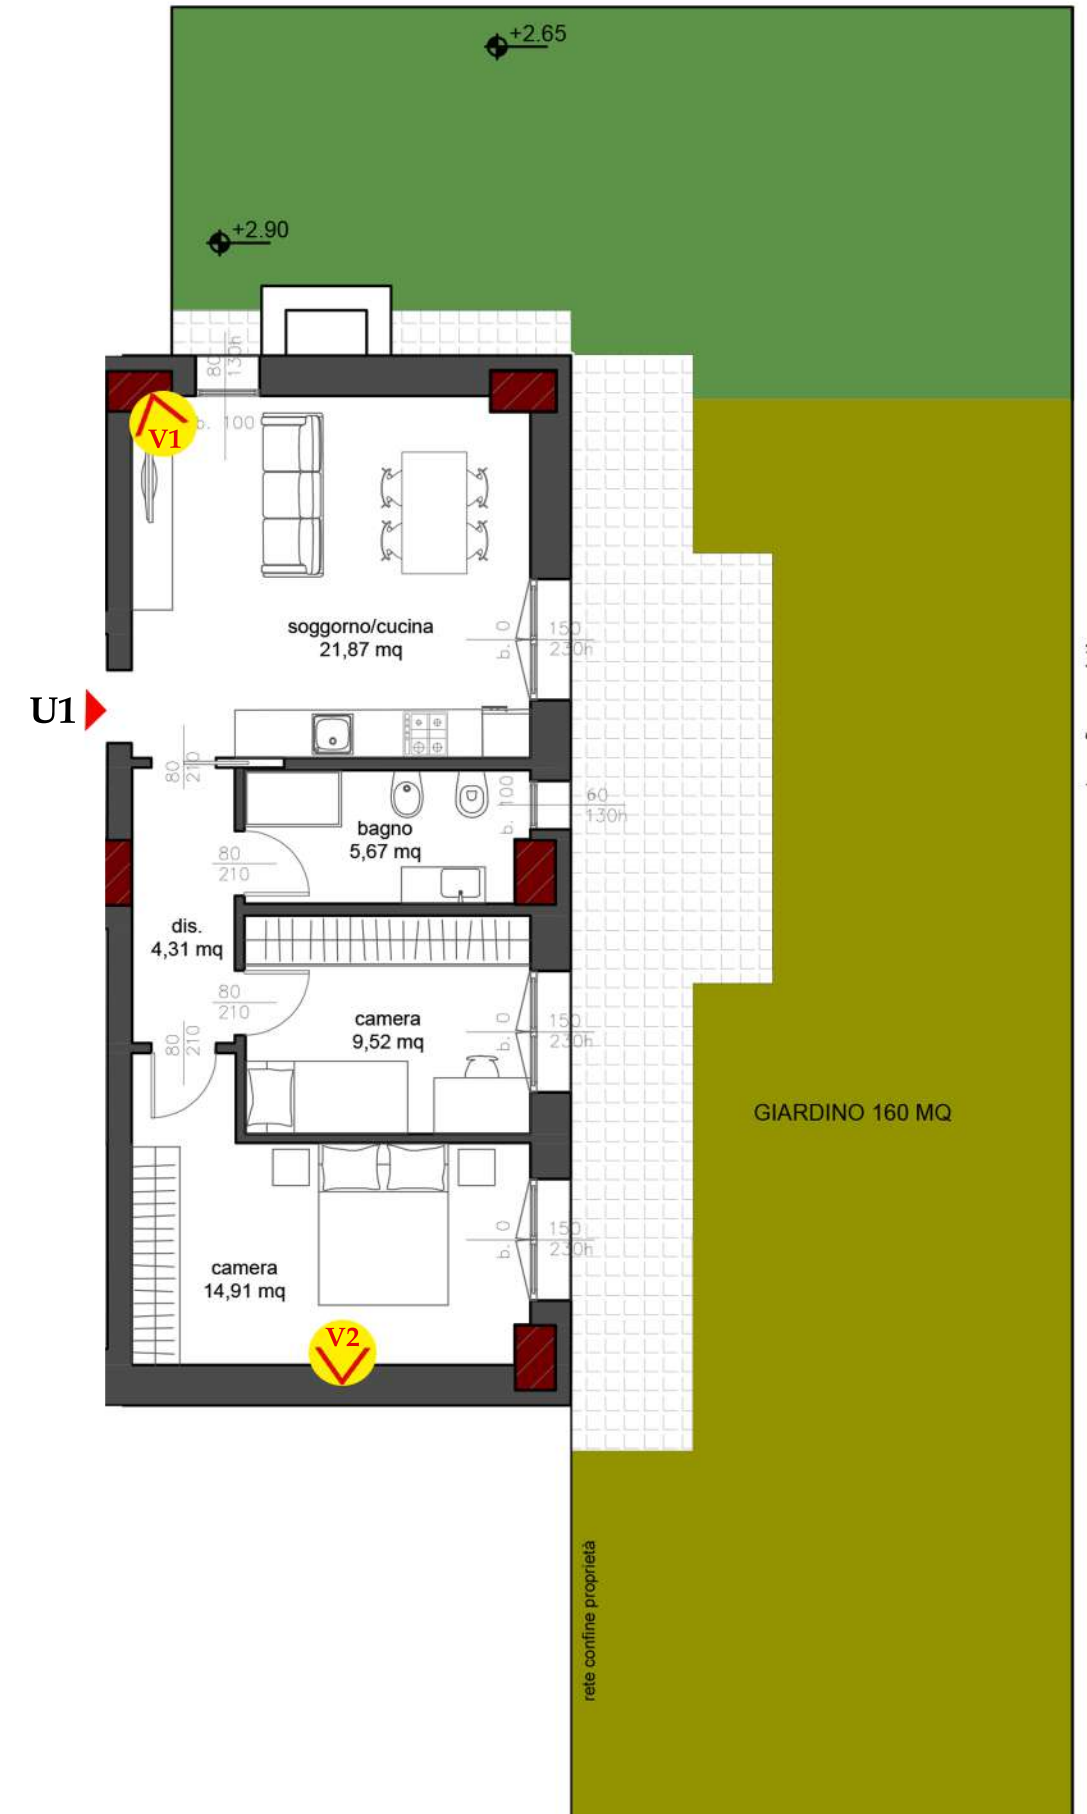 +2.65
+2.90
80
130h
b. 100
V1
soggorno/cucina
21,87 mq
b. 0
150
230h
U1
80
210
b. 100
60
130h
bagno
5,67 mq
80
210
dis.
4,31 mq
80
210
camera
9,52 mq
b. 0
150
230h
80
210
GIARDINO 160 MQ
b. 0
150
230h
camera
14,91 mq
V2
rete confine proprietà